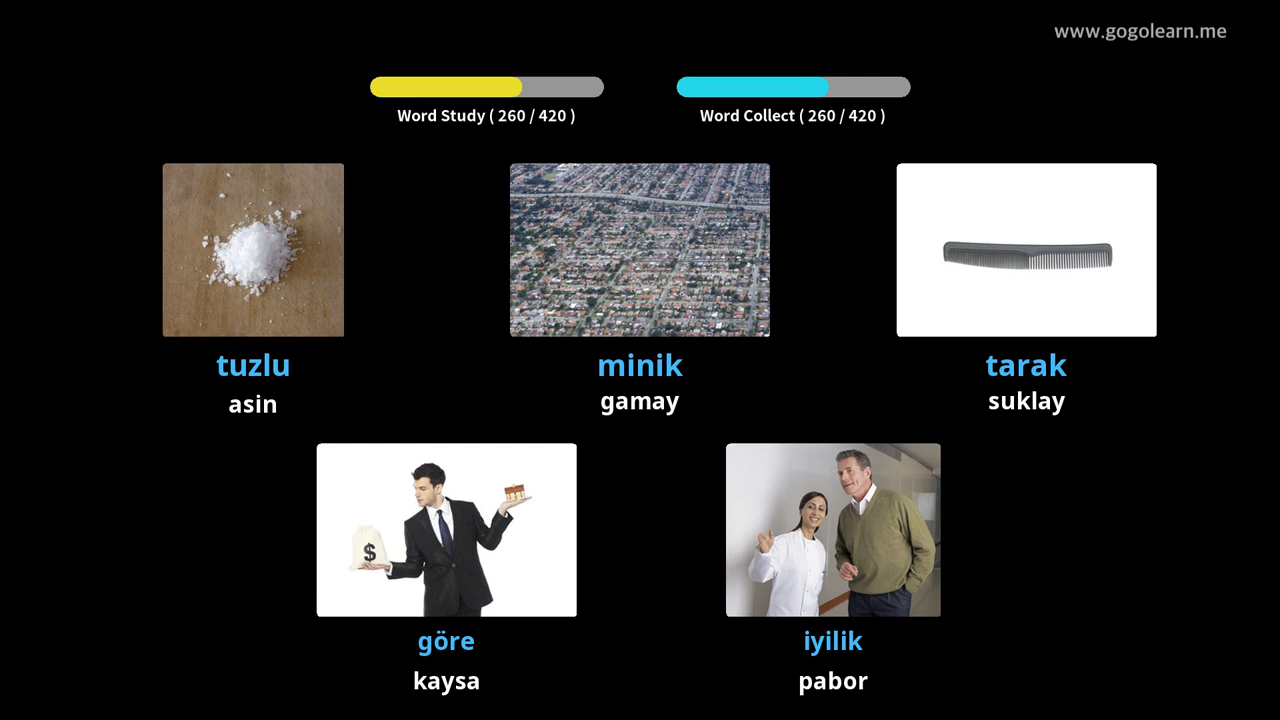 www.gogolearn.me
Word Study ( 260 / 420 )
Word Collect ( 260 / 420 )
tuzlu
asin
minik
gamay
tarak
suklay
$
göre
kaysa
iyilik
pabor